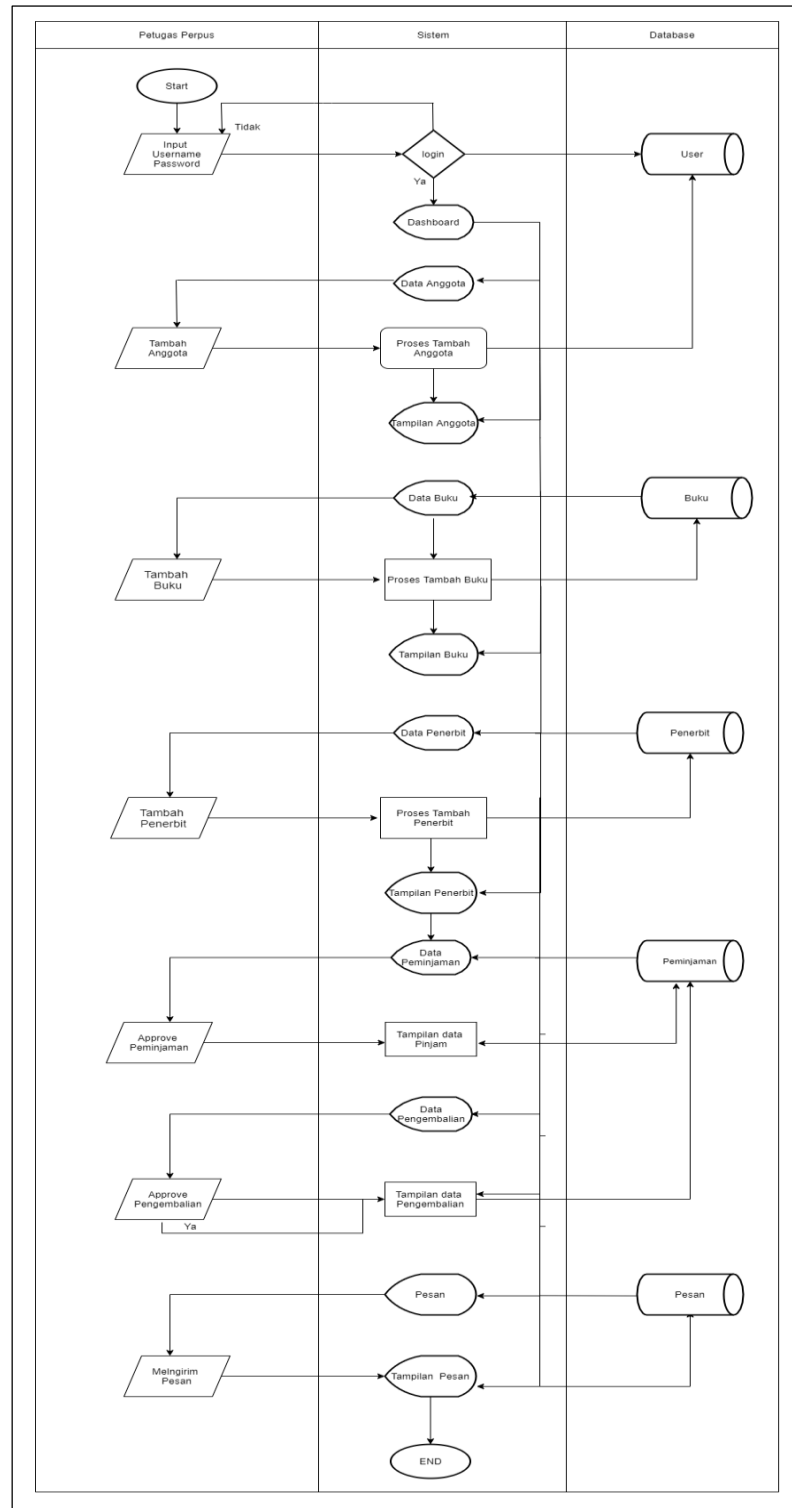 Petugas Perpus
Sistem
Database
Start
Tidak
Input
Username
Password
login
User
Ya
Dashboard
Data Anggota
Tambah
Anggota
Proses Tambah
Anggota
Tampilan Anggota
Data Buku
Buku
Tambah
Buku
Proses Tambah Buku
Tampilan Buku
Data Penerbit
Penerbit
Tambah
Penerbit
Proses Tambah
Penerbit
Tampilan Penerbit
Data
Peminjaman
Peminjaman
Approve
Peminjaman
Tampilan data
Pinjam
Data
Pengembalian
Approve
Pengembalian
Tampilan data
Pengembalian
Ya
Pesan
Pesan
Melngirim
Pesan
Tampilan Pesan
END